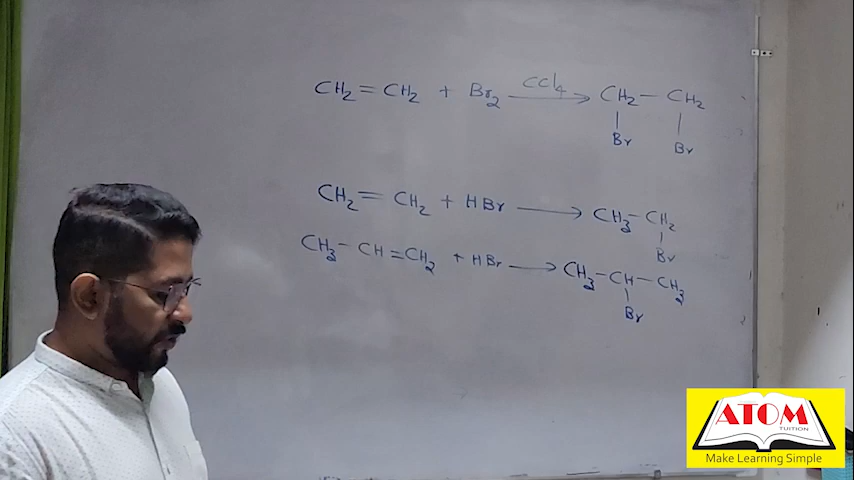 CCl4
CH2=CH2 + Br2 → CH2-CH2
Br Br
CH2=CH2 + HBr → CH3-CH2
Br
CH3-CH=CH2 + HBr → CH3-CH-CH3
Br
ATOM
TUITION
Make Learning Simple